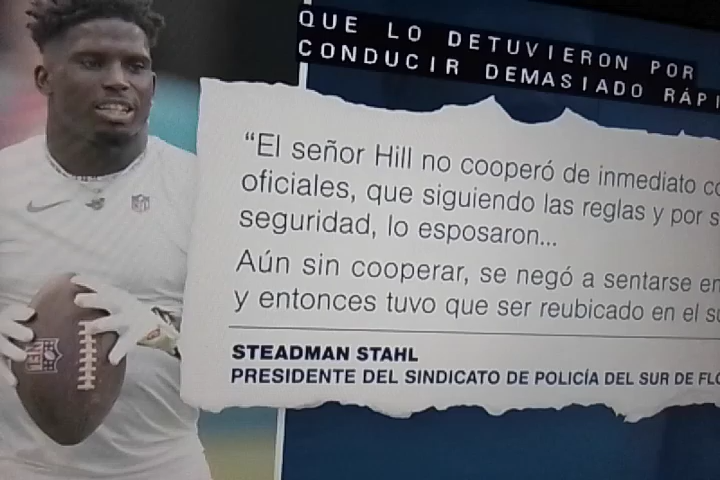 QUE LO DETUVIERON POR
CONDUCIR DEMASIADO
“El señor Hill no cooperó de inmediato
oficiales, que siguiendo las reglas y por
seguridad, lo esposaron...
Aún sin cooperar, se negó a sentarse
y entonces tuvo que ser reubicado en el
STEADMAN STAHL
PRESIDENTE DEL SINDICATO DE POLICÍA DEL SUR DE
NFL